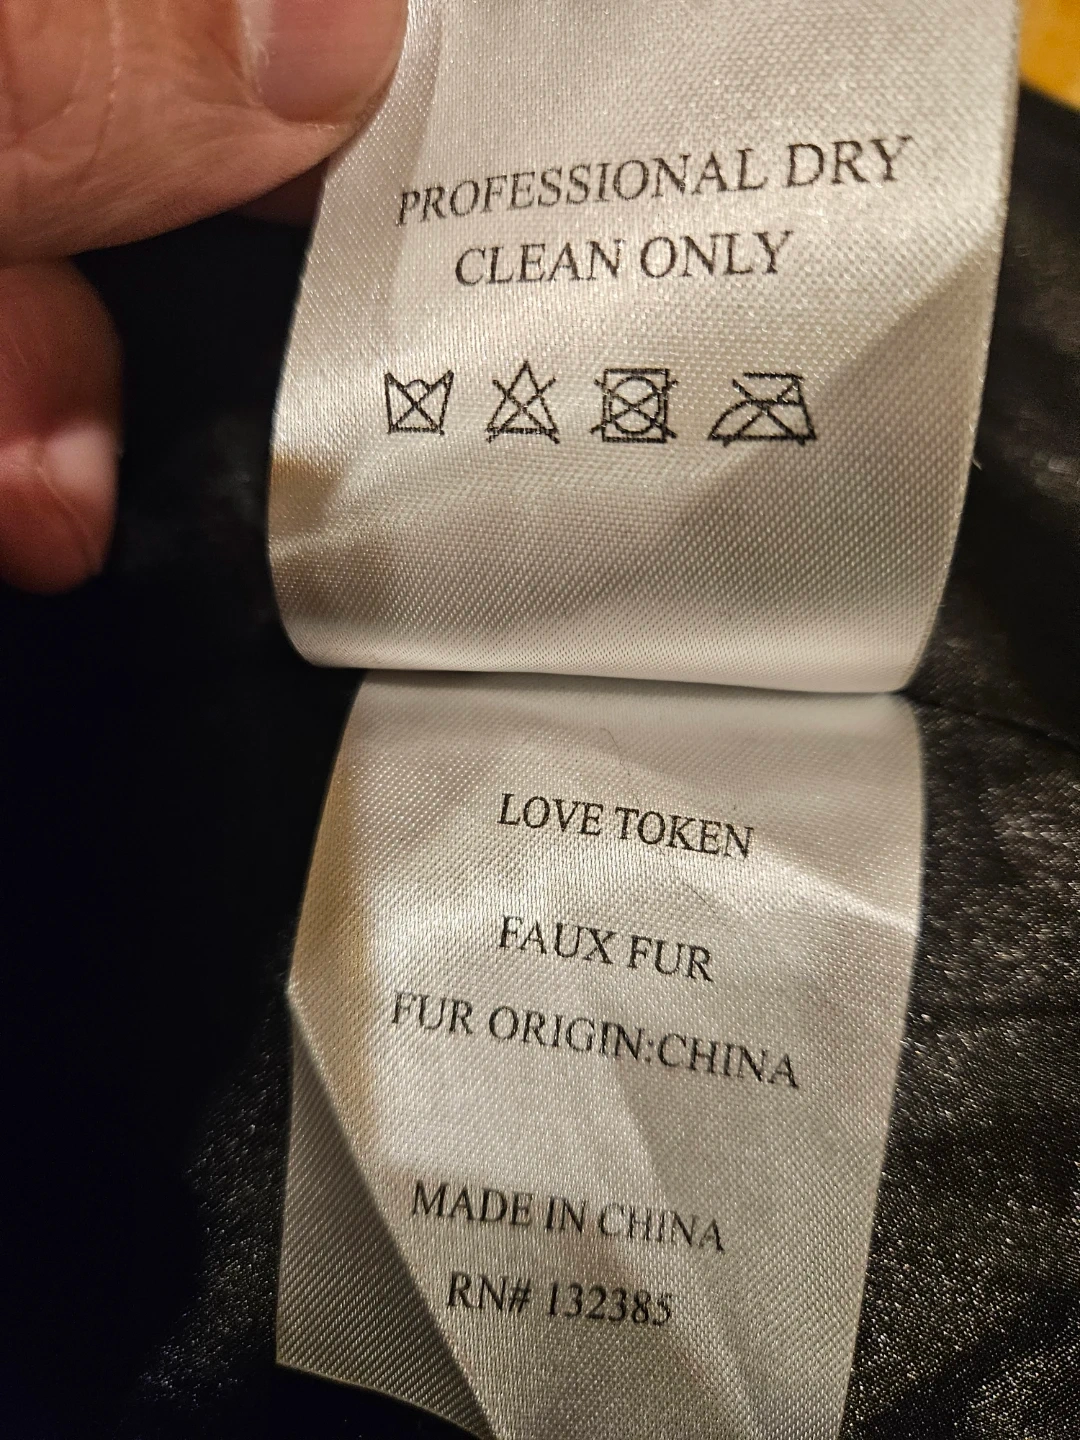 PROFESSIONAL DRY
CLEAN ONLY
LOVE TOKEN
FAUX FUR
FUR ORIGIN:CHINA
MADE IN CHINA
RN# 132385